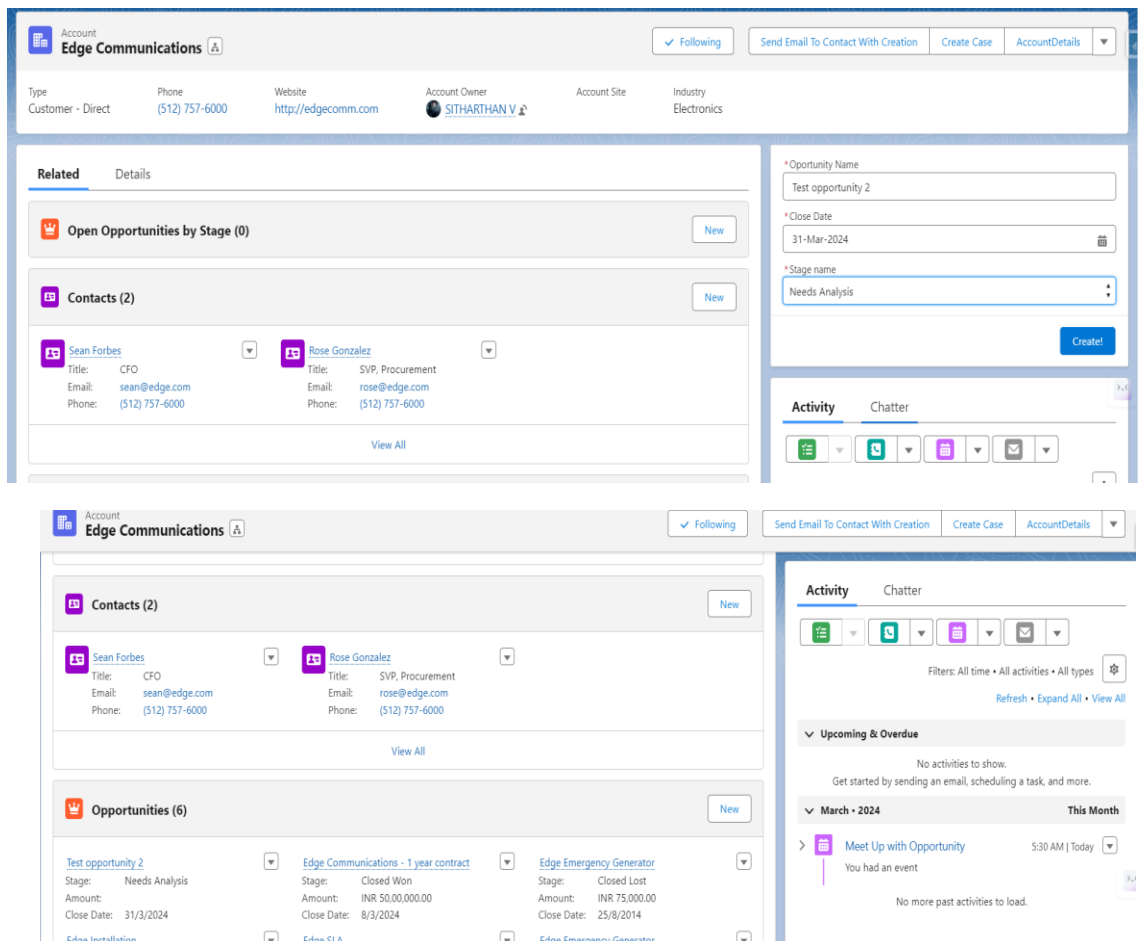 Account
Edge Communications
Following
Send Email To Contact With Creation
Create Case
AccountDetails
Type
Phone
Website
Account Owner
Account Site
Industry
Customer - Direct
(512) 757-6000
http://edgecomm.com
SITHARTHAN V
Electronics
Related
Details
Open Opportunities by Stage (0)
New
Contacts (2)
New
Sean Forbes
Title: CFO
Email: sean@edge.com
Phone: (512) 757-6000
Rose Gonzalez
Title: SVP, Procurement
Email: rose@edge.com
Phone: (512) 757-6000
View All
*Oportunity Name
Test opportunity 2
*Close Date
31-Mar-2024
*Stage name
Needs Analysis
Create!
Activity
Chatter
Account
Edge Communications
Following
Send Email To Contact With Creation
Create Case
AccountDetails
Contacts (2)
New
Sean Forbes
Title: CFO
Email: sean@edge.com
Phone: (512) 757-6000
Rose Gonzalez
Title: SVP, Procurement
Email: rose@edge.com
Phone: (512) 757-6000
View All
Opportunities (6)
New
Test opportunity 2
Stage: Needs Analysis
Amount:
Close Date: 31/3/2024
Edge Communications - 1 year contract
Stage: Closed Won
Amount: INR 50,00,000.00
Close Date: 8/3/2024
Edge Emergency Generator
Stage: Closed Lost
Amount: INR 75,000.00
Close Date: 25/8/2014
Edge Installation
Edge SLA
Edge Emergency Generator
Activity
Chatter
Filters: All time • All activities • All types
Refresh • Expand All • View All
Upcoming & Overdue
No activities to show.
Get started by sending an email, scheduling a task, and more.
March • 2024
This Month
Meet Up with Opportunity
5:30 AM | Today
You had an event
No more past activities to load.